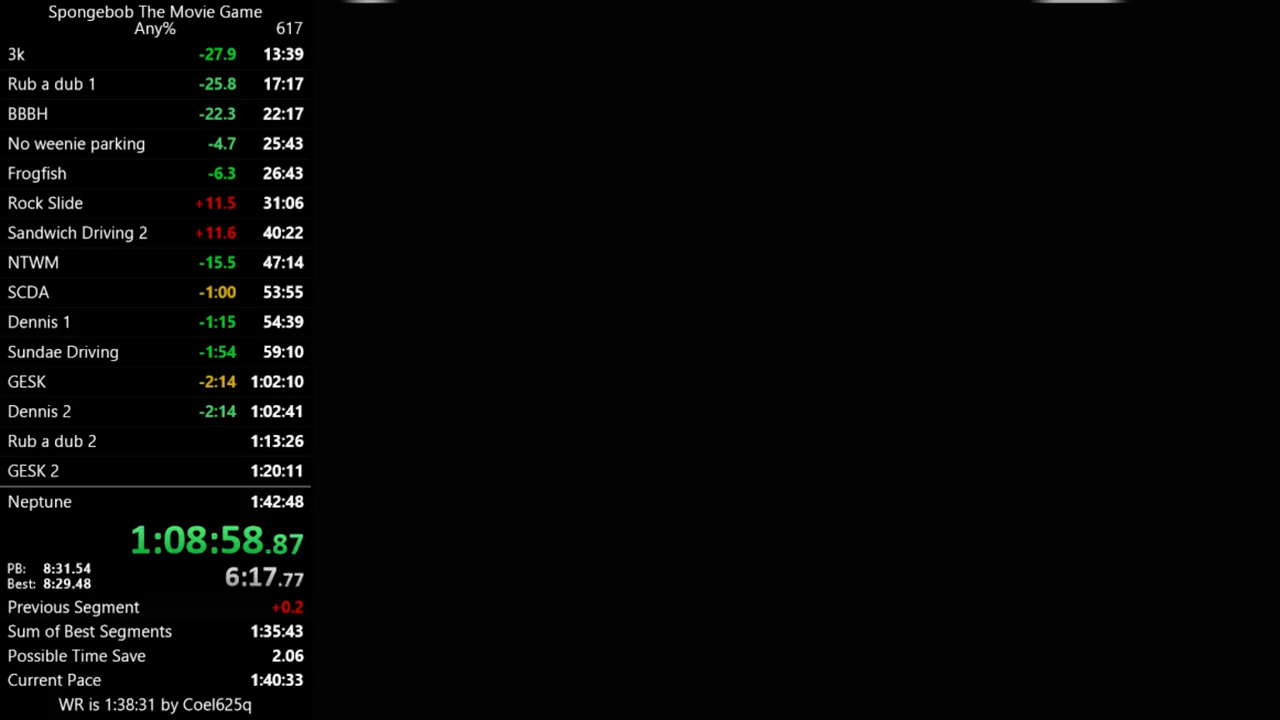 Spongebob The Movie Game
Any% 617
3k -27.9 13:39
Rub a dub 1 -25.8 17:17
BBBH -22.3 22:17
No weenie parking -4.7 25:43
Frogfish -6.3 26:43
Rock Slide +11.5 31:06
Sandwich Driving 2 +11.6 40:22
NTWM -15.5 47:14
SCDA -1:00 53:55
Dennis 1 -1:15 54:39
Sundae Driving -1:54 59:10
GESK -2:14 1:02:10
Dennis 2 -2:14 1:02:41
Rub a dub 2 1:13:26
GESK 2 1:20:11
Neptune 1:42:48
1:08:58.87
PB: 8:31.54
Best: 8:29.48
6:17.77
Previous Segment +0.2
Sum of Best Segments 1:35:43
Possible Time Save 2.06
Current Pace 1:40:33
WR is 1:38:31 by Coel625q